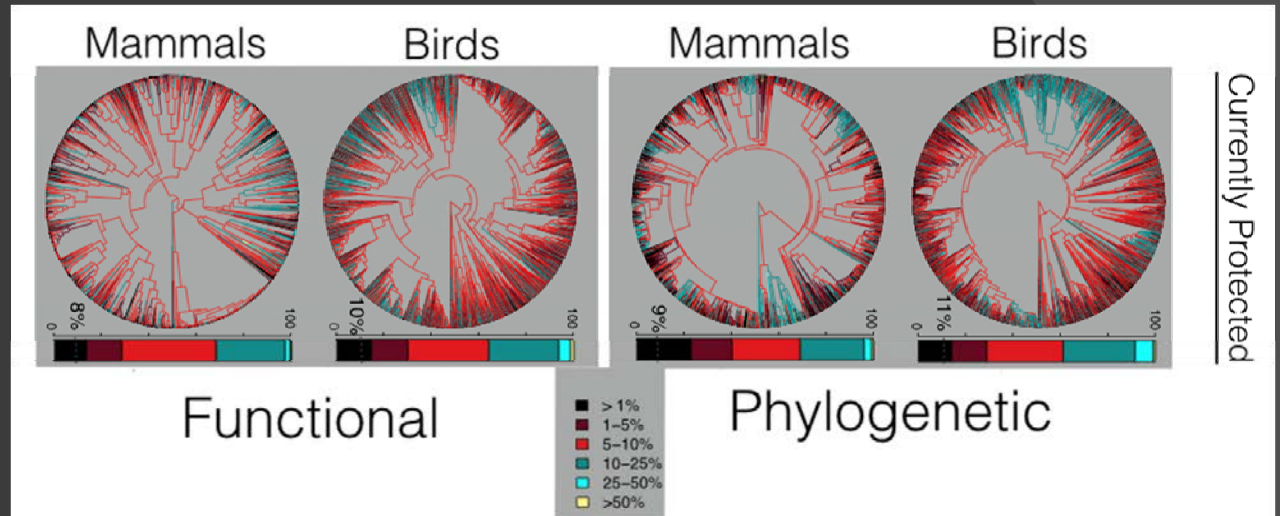 Mammals Birds Mammals Birds
Currently Protected
0 8% 100
0 10% 100
0 9% 100
0 11% 100
Functional
Phylogenetic
> 1%
1–5%
5–10%
10–25%
25–50%
>50%